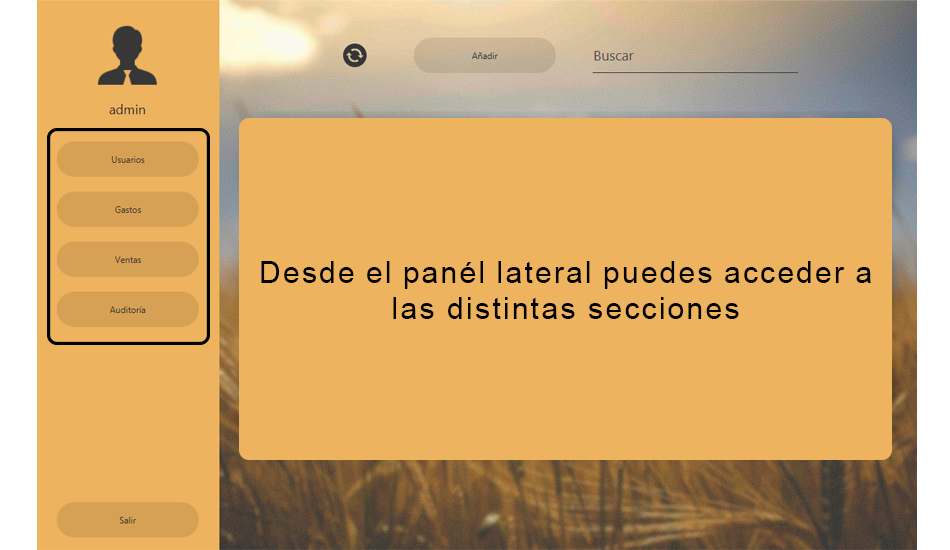 admin
Usuarios
Gastos
Ventas
Auditoría
Salir
Añadir
Buscar
Desde el panél lateral puedes acceder a
las distintas secciones